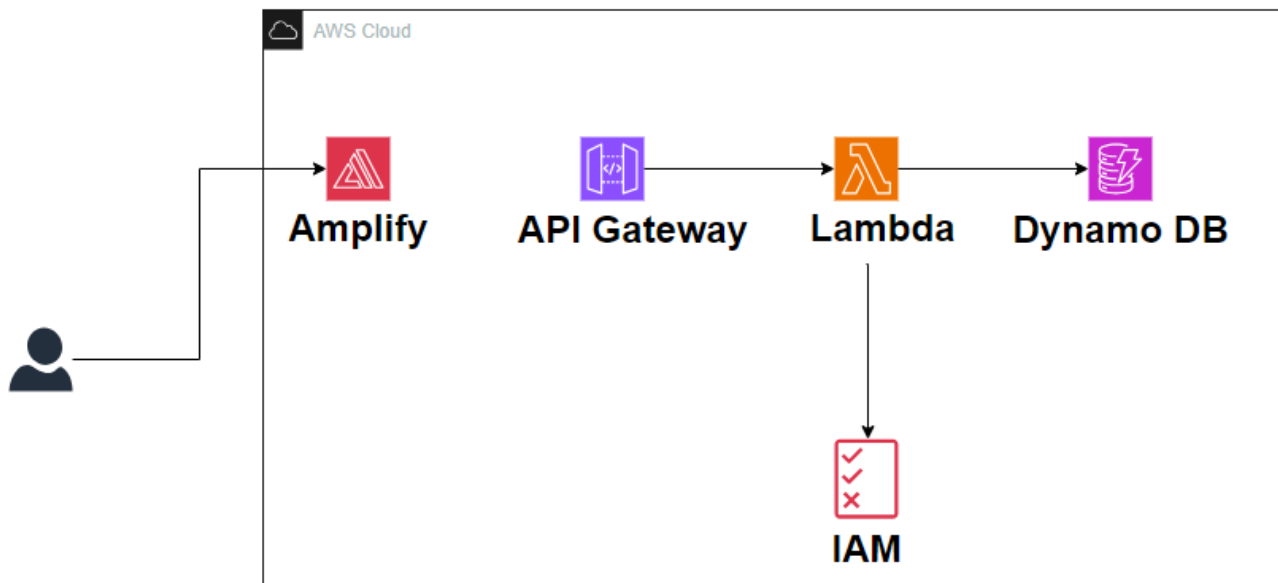 AWS Cloud
Amplify
API Gateway
Lambda
Dynamo DB
IAM